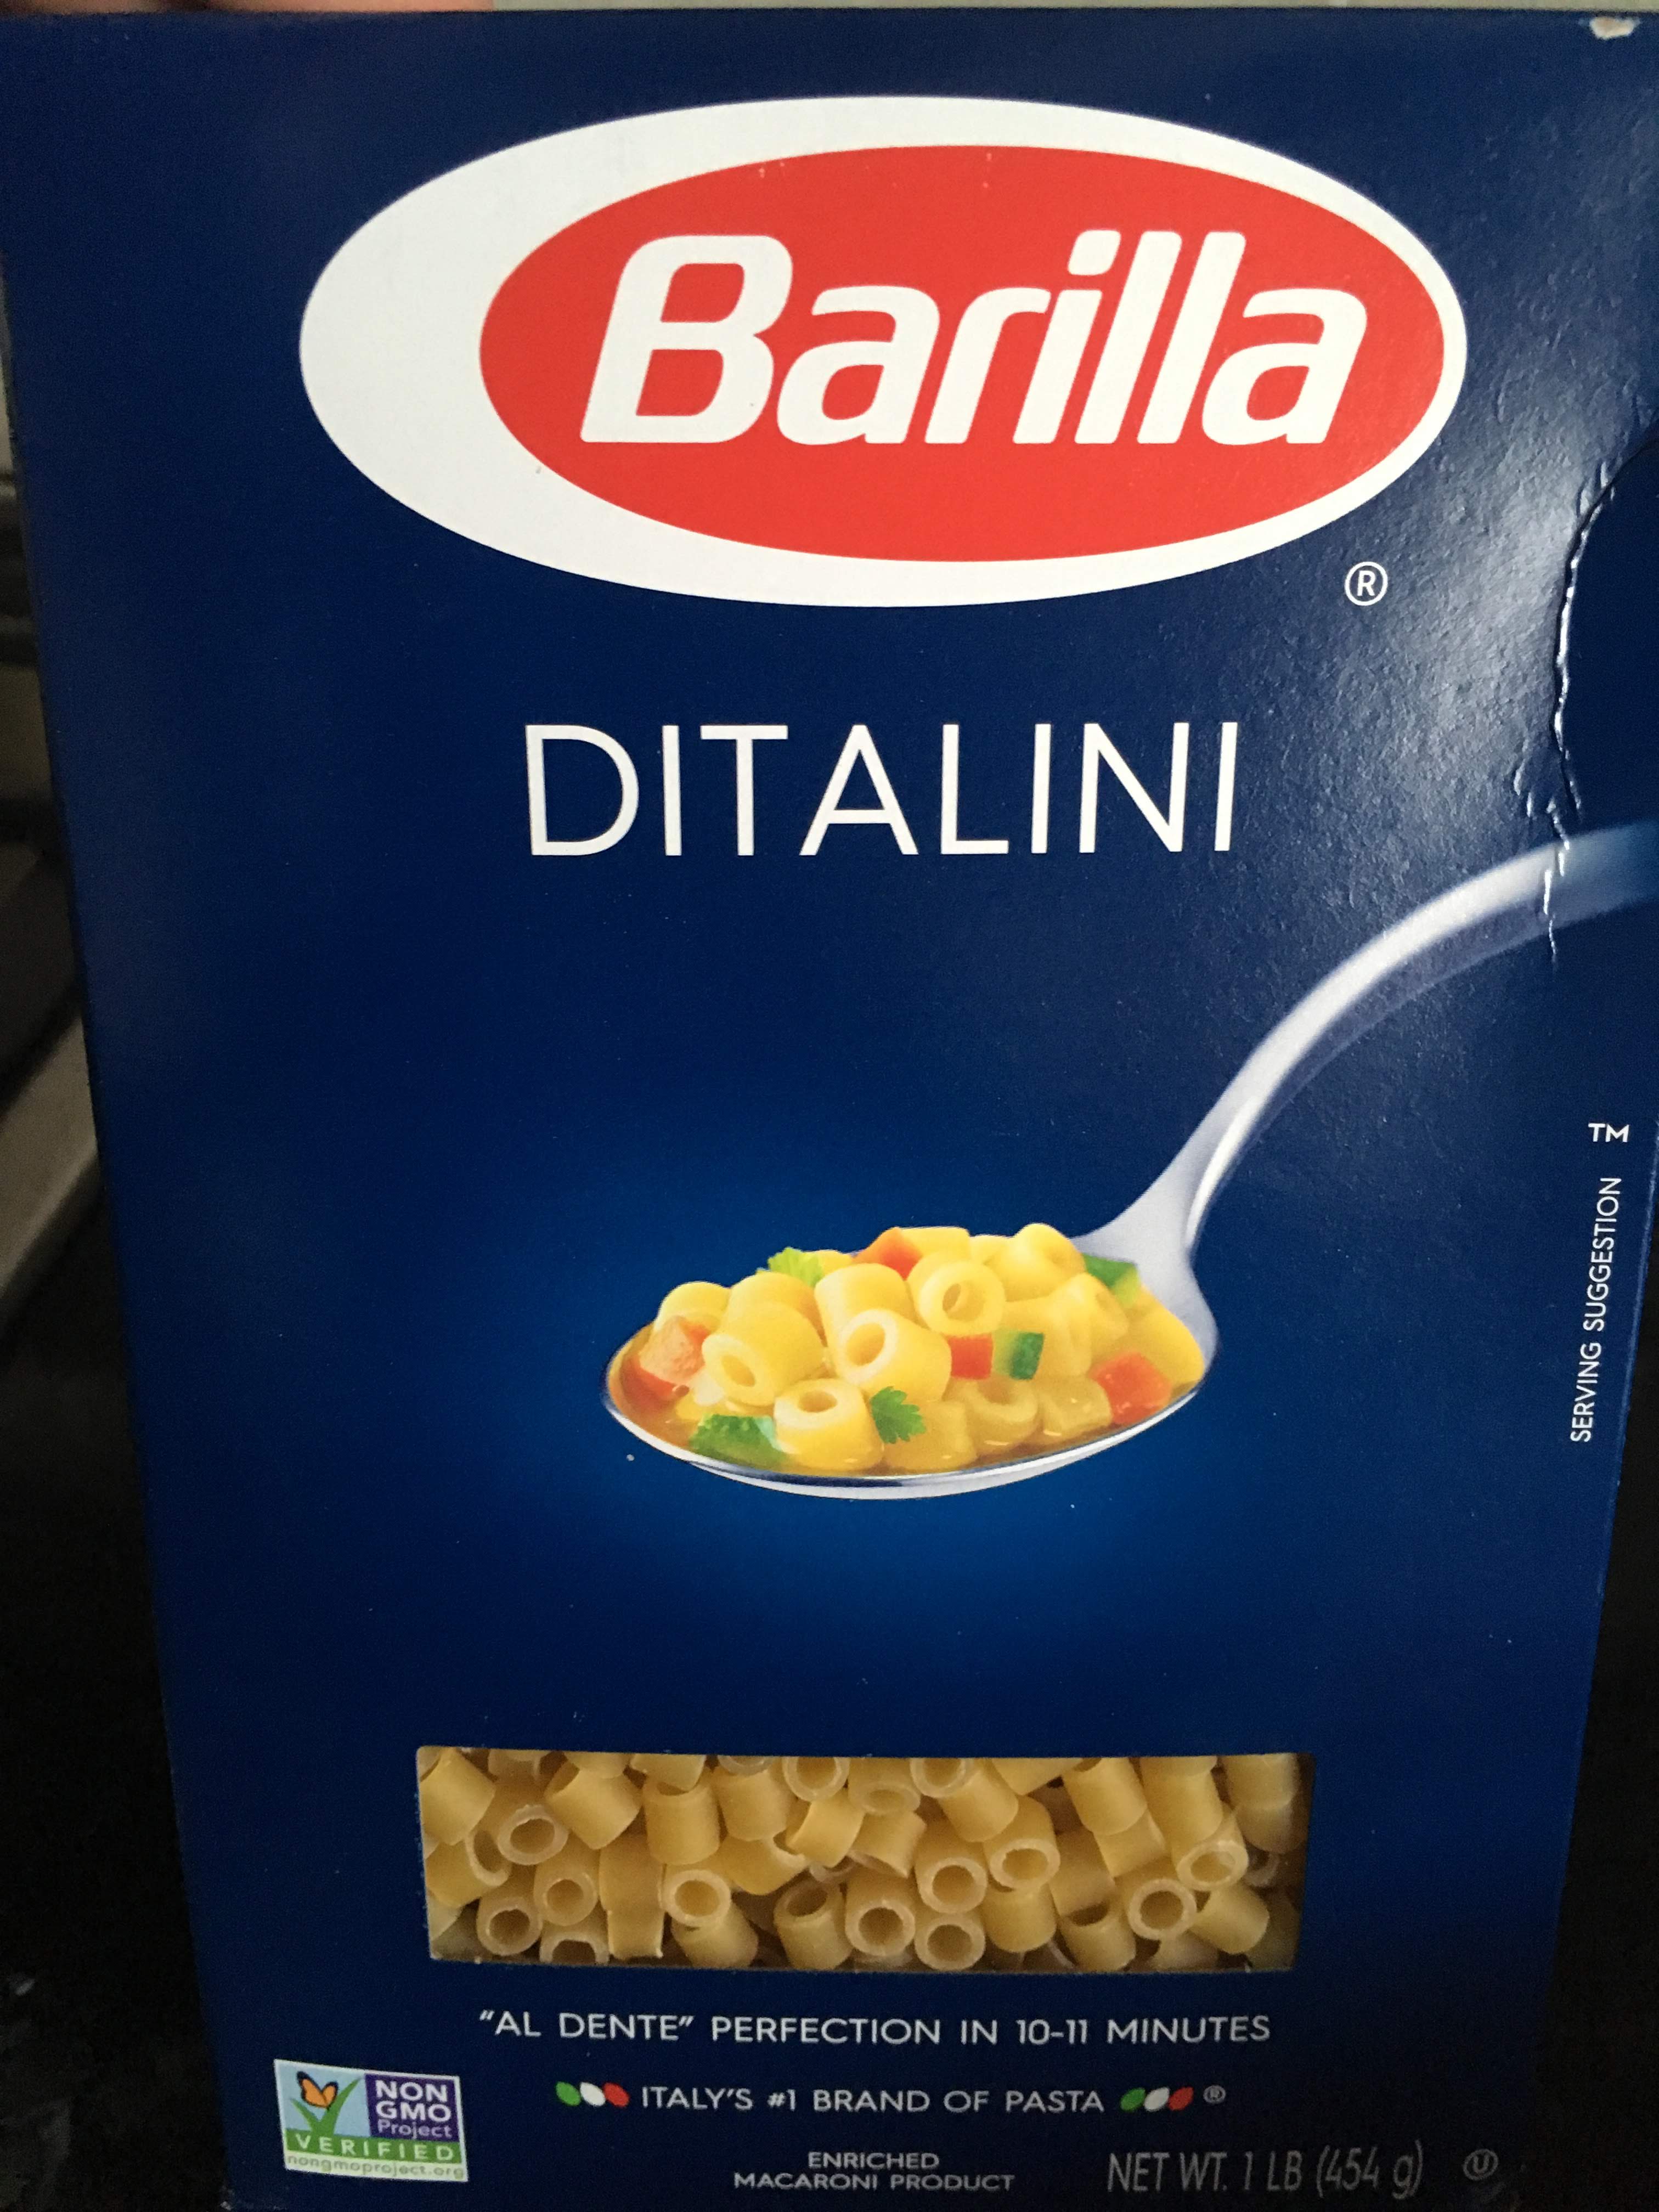 Barilla
®
DITALINI
TM
SERVING SUGGESTION
"AL DENTE" PERFECTION IN 10-11 MINUTES
ITALY'S #1 BRAND OF PASTA ®
NON
GMO
Project
VERIFIED
nongmoproject.org
ENRICHED
MACARONI PRODUCT
NET WT. 1 LB (454 g) U